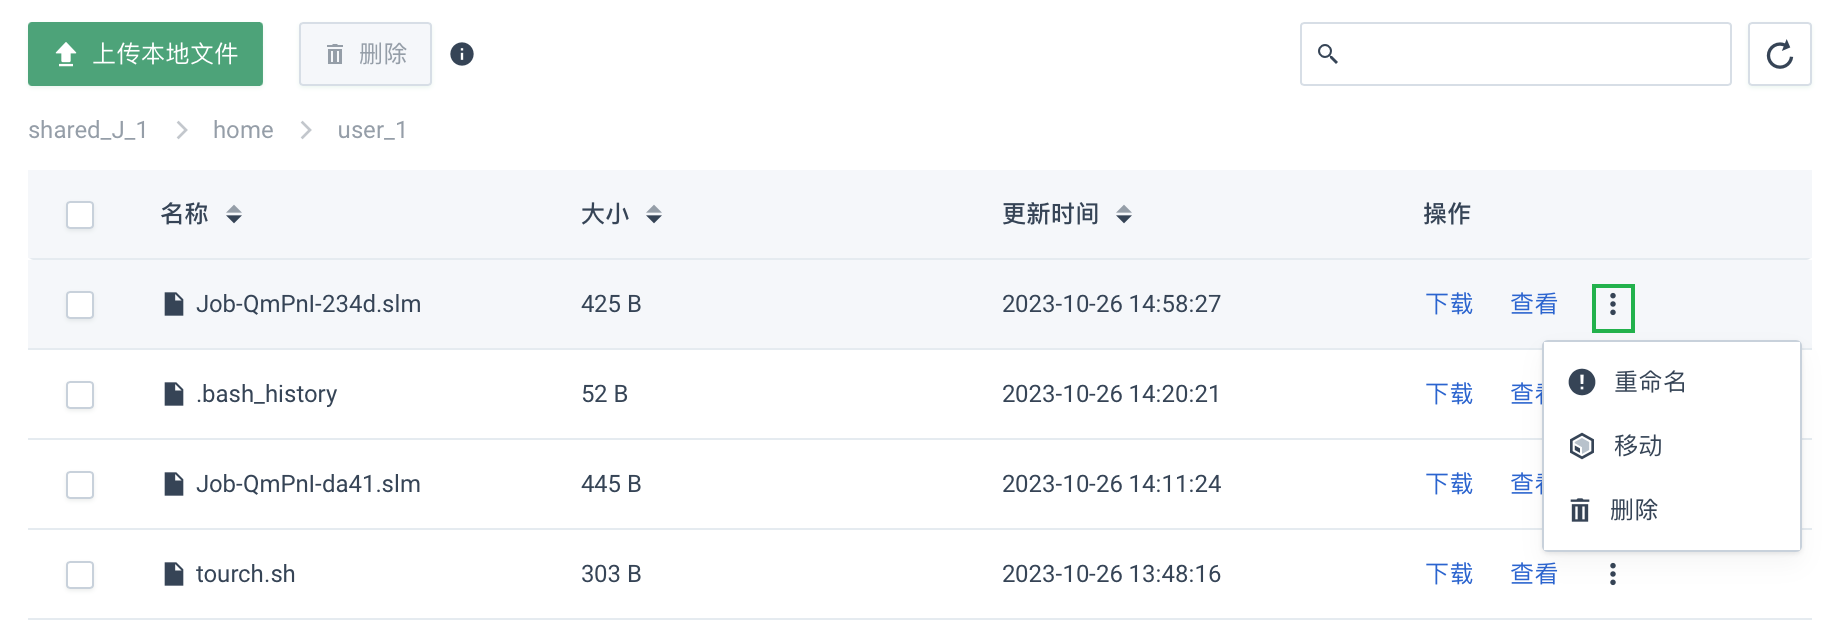 上传本地文件 删除
shared_J_1 > home > user_1
名称 大小 更新时间 操作
Job-QmPnI-234d.slm 425 B 2023-10-26 14:58:27 下载 查看
重命名
.bash_history 52 B 2023-10-26 14:20:21 下载 查
移动
Job-QmPnI-da41.slm 445 B 2023-10-26 14:11:24 下载 查
删除
tourch.sh 303 B 2023-10-26 13:48:16 下载 查看